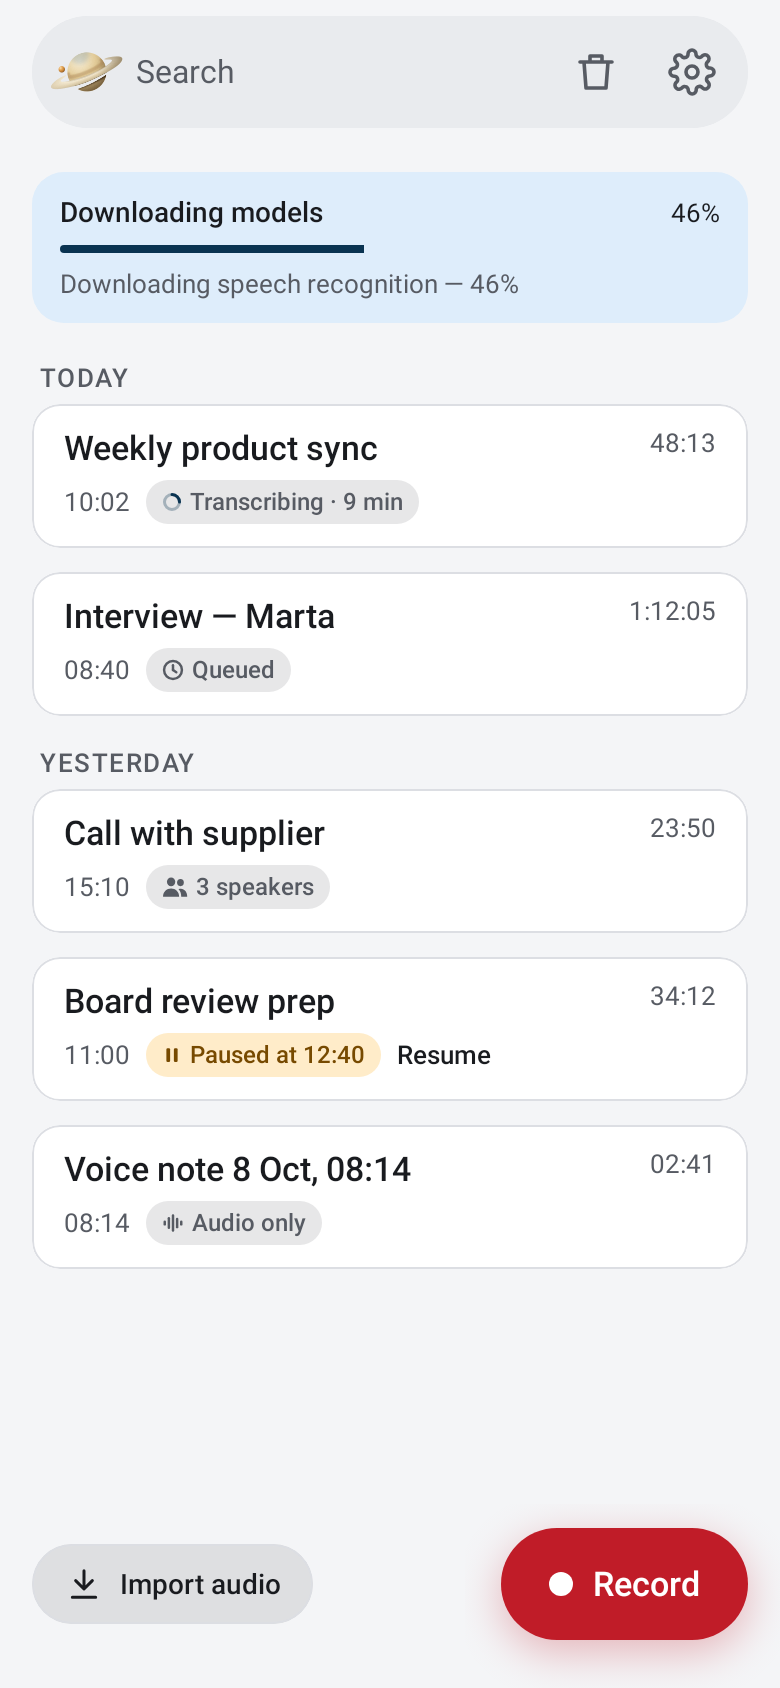 Search
Downloading models 46%
Downloading speech recognition — 46%
TODAY
Weekly product sync 48:13
10:02 Transcribing · 9 min
Interview — Marta 1:12:05
08:40 Queued
YESTERDAY
Call with supplier 23:50
15:10 3 speakers
Board review prep 34:12
11:00 Paused at 12:40 Resume
Voice note 8 Oct, 08:14 02:41
08:14 Audio only
Import audio Record